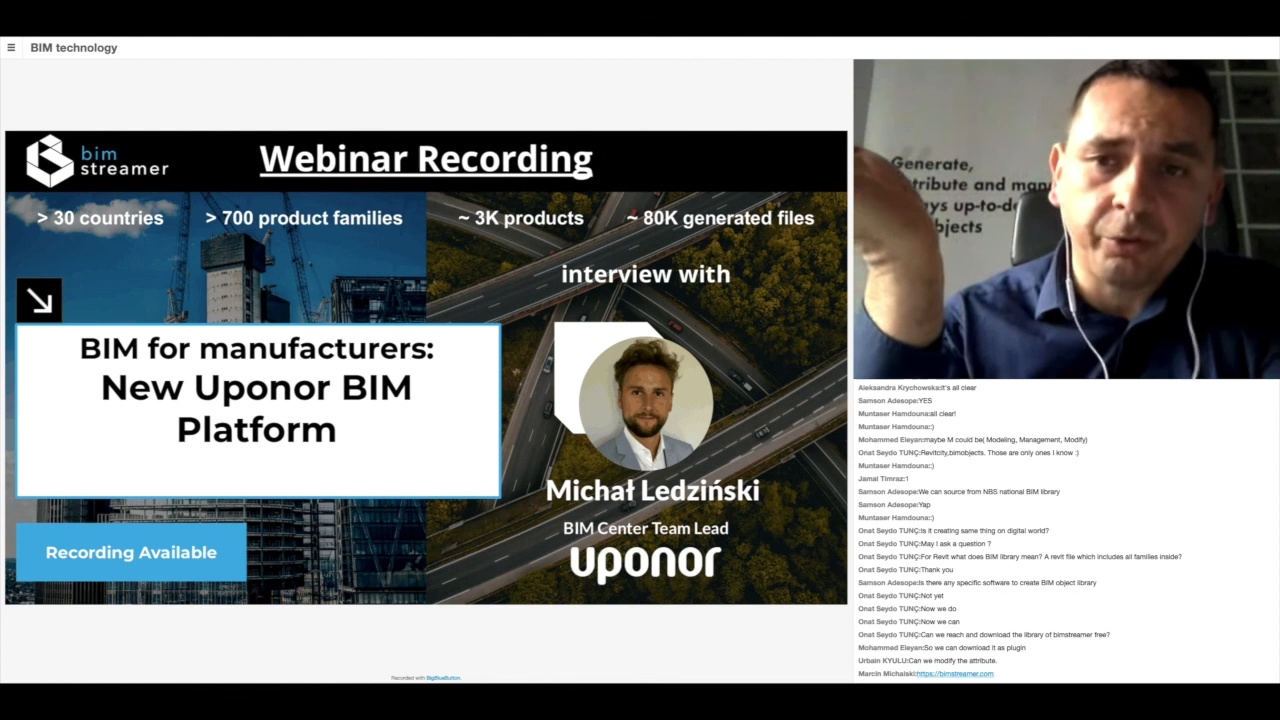 ☰ BIM technology
bim
streamer
Webinar Recording
> 30 countries > 700 product families ~ 3K products ~ 80K generated files
interview with
BIM for manufacturers:
New Uponor BIM
Platform
Michał Ledziński
BIM Center Team Lead
uponor
Recording Available
Recorded with BigBlueButton.
Generate,
tribute and man
ays up-to-d
bjects
Aleksandra Krychowska:It's all clear
Samson Adesope:YES
Muntaser Hamdouna:all clear!
Muntaser Hamdouna::)
Mohammed Eleyan:maybe M could be( Modeling, Management, Modify)
Onat Seydo TUNÇ:Revitcity,bimobjects. Those are only ones I know :)
Muntaser Hamdouna::)
Jamal Timraz:1
Samson Adesope:We can source from NBS national BIM library
Samson Adesope:Yap
Muntaser Hamdouna::)
Onat Seydo TUNÇ:Is it creating same thing on digital world?
Onat Seydo TUNÇ:May I ask a question ?
Onat Seydo TUNÇ:For Revit what does BIM library mean? A revit file which includes all families inside?
Onat Seydo TUNÇ:Thank you
Samson Adesope:Is there any specific software to create BIM object library
Onat Seydo TUNÇ:Not yet
Onat Seydo TUNÇ:Now we do
Onat Seydo TUNÇ:Now we can
Onat Seydo TUNÇ:Can we reach and download the library of bimstreamer free?
Mohammed Eleyan:So we can download it as plugin
Urbain KYULU:Can we modify the attribute.
Marcin Michalski:https://bimstreamer.com